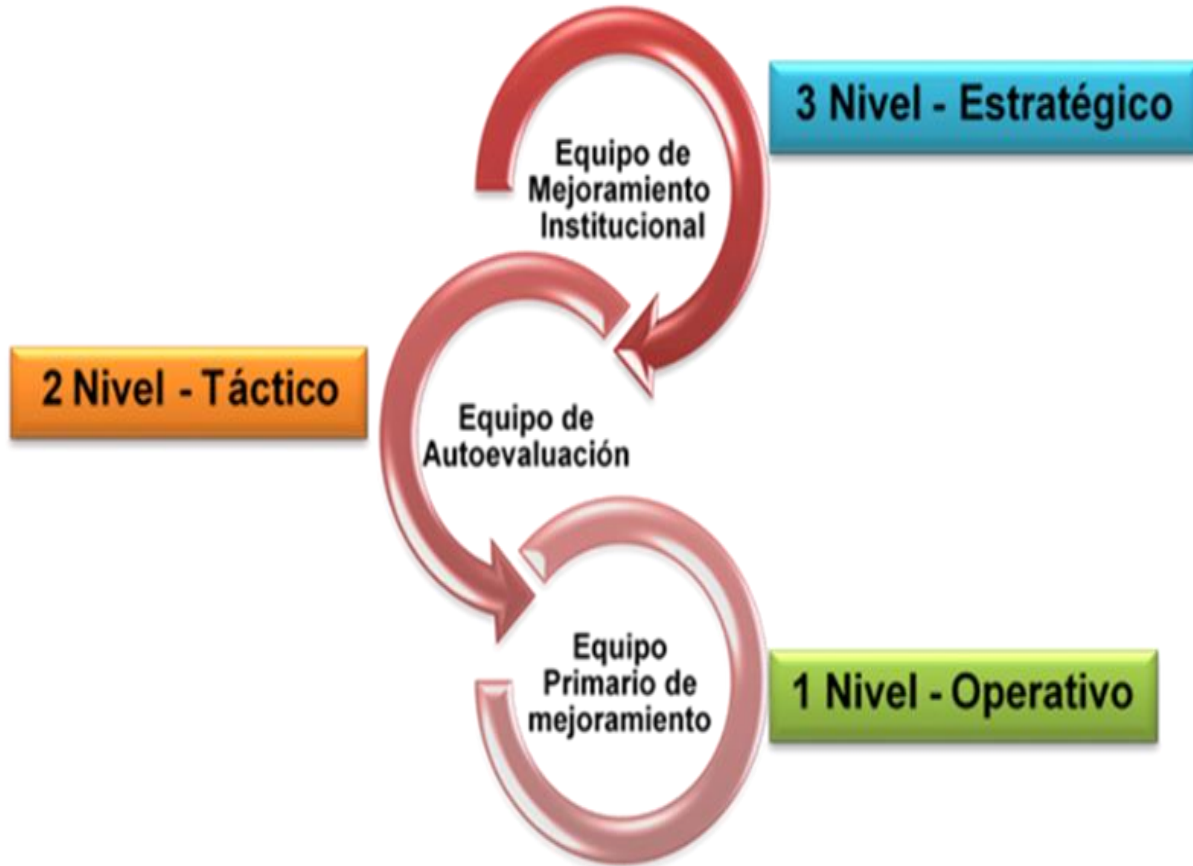 3 Nivel - Estratégico
Equipo de
Mejoramiento
Institucional
2 Nivel - Táctico
Equipo de
Autoevaluación
Equipo
Primario de
mejoramiento
1 Nivel - Operativo